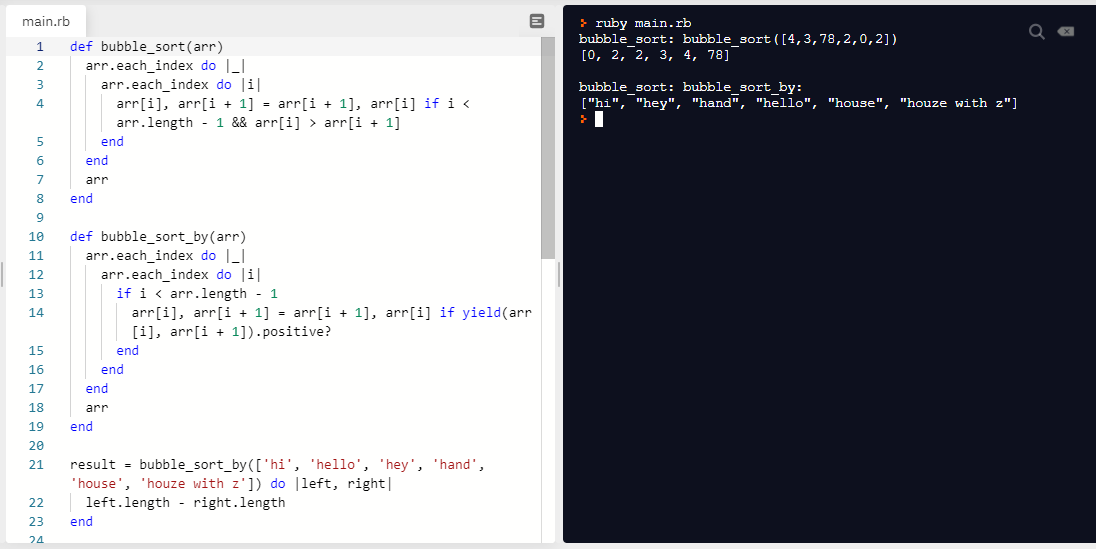 main.rb
1 def bubble_sort(arr)
2 arr.each_index do |_|
3 arr.each_index do |i|
4 arr[i], arr[i + 1] = arr[i + 1], arr[i] if i <
arr.length - 1 && arr[i] > arr[i + 1]
5 end
6 end
7 arr
8 end
9
10 def bubble_sort_by(arr)
11 arr.each_index do |_|
12 arr.each_index do |i|
13 if i < arr.length - 1
14 arr[i], arr[i + 1] = arr[i + 1], arr[i] if yield(arr
[i], arr[i + 1]).positive?
15 end
16 end
17 end
18 arr
19 end
20
21 result = bubble_sort_by(['hi', 'hello', 'hey', 'hand',
'house', 'houze with z']) do |left, right|
22 left.length - right.length
23 end
24
> ruby main.rb
bubble_sort: bubble_sort([4,3,78,2,0,2])
[0, 2, 2, 3, 4, 78]
bubble_sort: bubble_sort_by:
["hi", "hey", "hand", "hello", "house", "houze with z"]
>